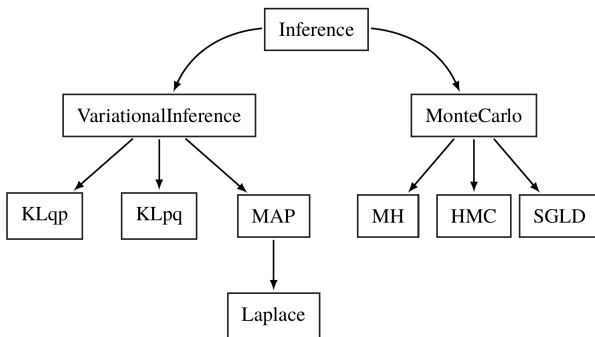 Inference
VariationalInference
MonteCarlo
KLqp
KLpq
MAP
MH
HMC
SGLD
Laplace